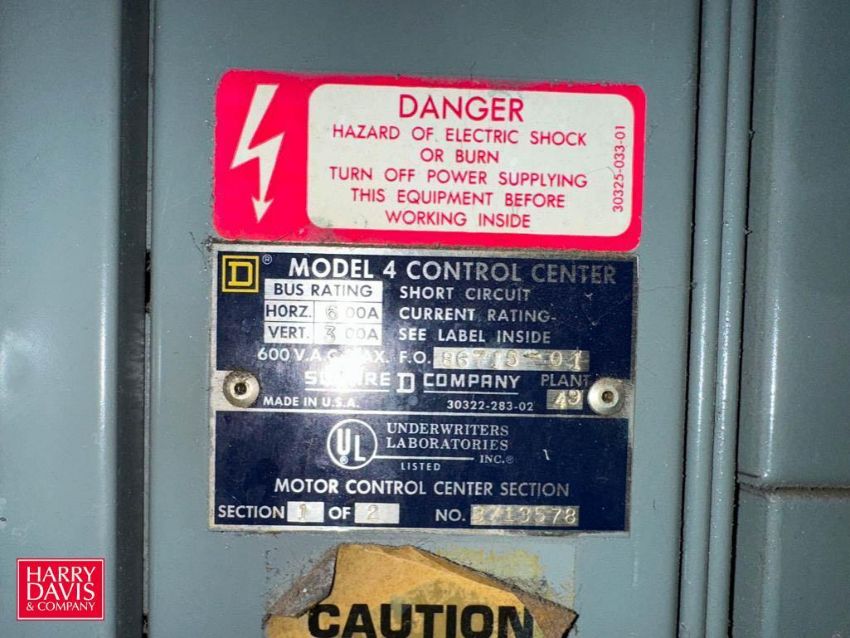 DANGER
HAZARD OF ELECTRIC SHOCK
OR BURN
TURN OFF POWER SUPPLYING
THIS EQUIPMENT BEFORE
WORKING INSIDE
30325-033-01
D ® MODEL 4 CONTROL CENTER
BUS RATING SHORT CIRCUIT
HORZ. 600A CURRENT RATING-
VERT. 300A SEE LABEL INSIDE
600 V.A.C. MAX. F.O.
SQUARE D COMPANY PLANT
MADE IN U.S.A. 30322-283-02 49
UL UNDERWRITERS
LABORATORIES
INC.®
LISTED
MOTOR CONTROL CENTER SECTION
SECTION 1 OF 2 NO.
CAUTION
HARRY
DAVIS
& COMPANY